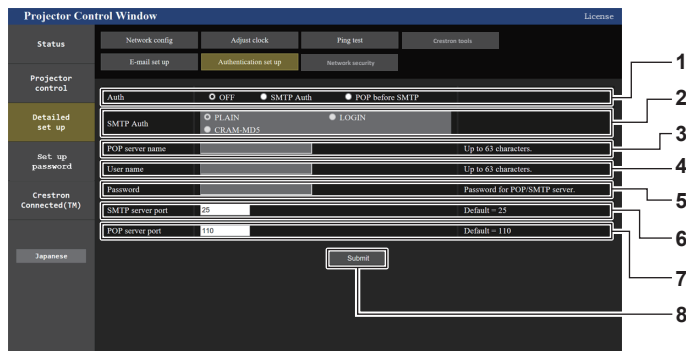 Projector Control Window License
Status
Network config Adjust clock Ping test Crestron tools
E-mail set up Authentication set up Network security
Projector
control
Detailed
set up
Set up
password
Crestron
Connected(TM)
Japanese
Auth OFF SMTP Auth POP before SMTP 1
SMTP Auth PLAIN LOGIN 2
CRAM-MD5
POP server name Up to 63 characters. 3
User name Up to 63 characters. 4
Password Password for POP/SMTP server. 5
SMTP server port 25 Default = 25 6
POP server port 110 Default = 110 7
Submit 8